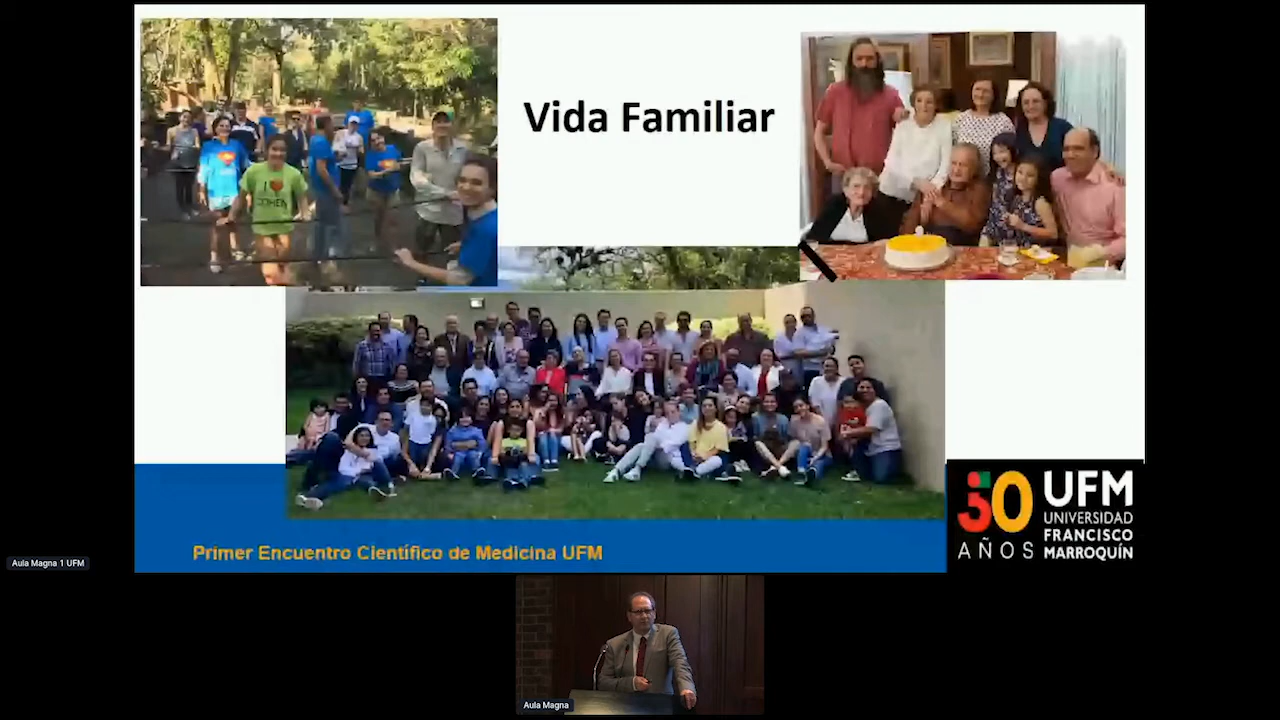 Vida Familiar
I ♥ COHEN
Primer Encuentro Científico de Medicina UFM
50
AÑOS
UFM
UNIVERSIDAD
FRANCISCO
MARROQUÍN
Aula Magna 1 UFM
Aula Magna